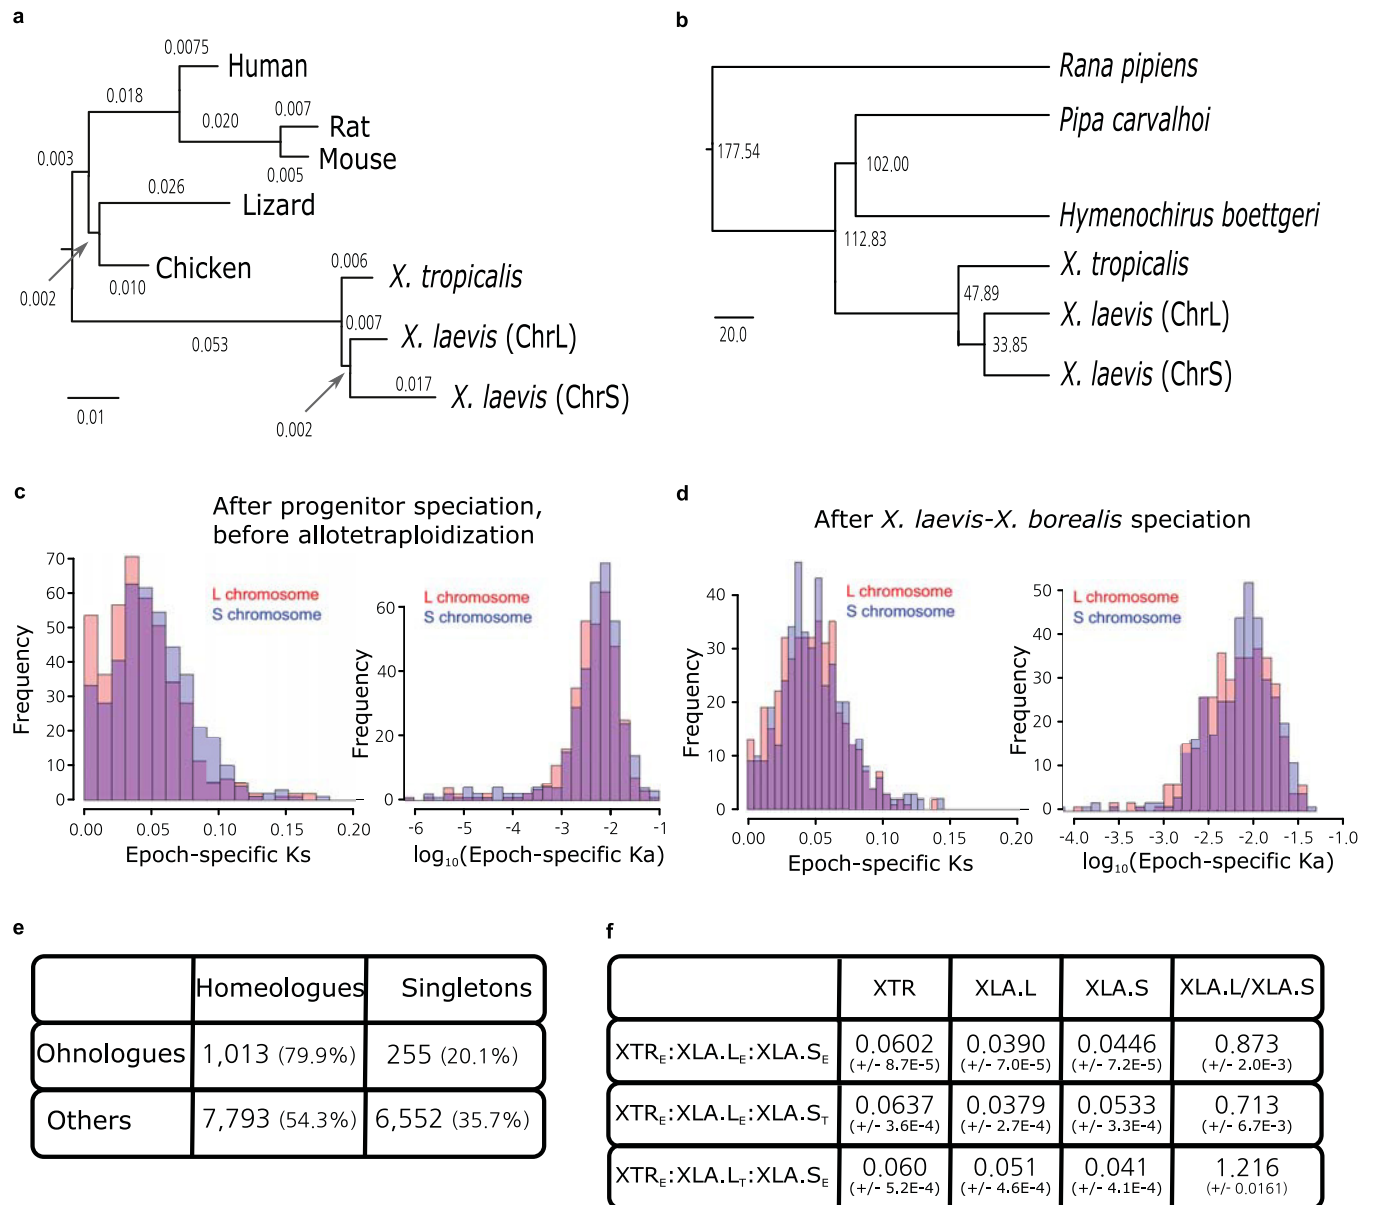 a
0.0075
Human
0.018
0.007
0.020
Rat
0.003
Mouse
0.005
0.026
Lizard
Chicken
0.006
0.010
X. tropicalis
0.002
0.007
X. laevis (ChrL)
0.053
0.017
X. laevis (ChrS)
0.01
0.002
b
Rana pipiens
Pipa carvalhoi
177.54
102.00
Hymenochirus boettgeri
112.83
X. tropicalis
47.89
X. laevis (ChrL)
20.0
33.85
X. laevis (ChrS)
c
After progenitor speciation,
before allotetraploidization
70
60
50
40
30
20
10
0
Frequency
L chromosome
S chromosome
0.00 0.05 0.10 0.15 0.20
Epoch-specific Ks
60
40
20
0
Frequency
L chromosome
S chromosome
-6 -5 -4 -3 -2 -1
log₁₀(Epoch-specific Ka)
d
After X. laevis-X. borealis speciation
40
30
20
10
0
Frequency
L chromosome
S chromosome
0.00 0.05 0.10 0.15 0.20
Epoch-specific Ks
50
40
30
20
10
0
Frequency
L chromosome
S chromosome
-4.0 -3.5 -3.0 -2.5 -2.0 -1.5 -1.0
log₁₀(Epoch-specific Ka)
e
Homeologues Singletons
Ohnologues 1,013 (79.9%) 255 (20.1%)
Others 7,793 (54.3%) 6,552 (35.7%)
f
XTR XLA.L XLA.S XLA.L/XLA.S
XTR_E:XLA.L_E:XLA.S_E 0.0602 0.0390 0.0446 0.873
(+/- 8.7E-5) (+/- 7.0E-5) (+/- 7.2E-5) (+/- 2.0E-3)
XTR_E:XLA.L_E:XLA.S_T 0.0637 0.0379 0.0533 0.713
(+/- 3.6E-4) (+/- 2.7E-4) (+/- 3.3E-4) (+/- 6.7E-3)
XTR_E:XLA.L_T:XLA.S_E 0.060 0.051 0.041 1.216
(+/- 5.2E-4) (+/- 4.6E-4) (+/- 4.1E-4) (+/- 0.0161)